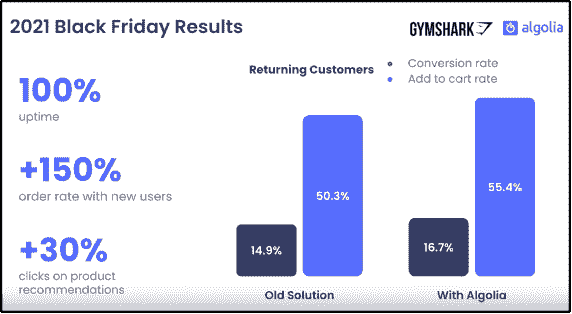 2021 Black Friday Results
GYMSHARK
algolia
100%
uptime
+150%
order rate with new users
+30%
clicks on product
recommendations
Returning Customers
Conversion rate
Add to cart rate
14.9%
50.3%
16.7%
55.4%
Old Solution
With Algolia